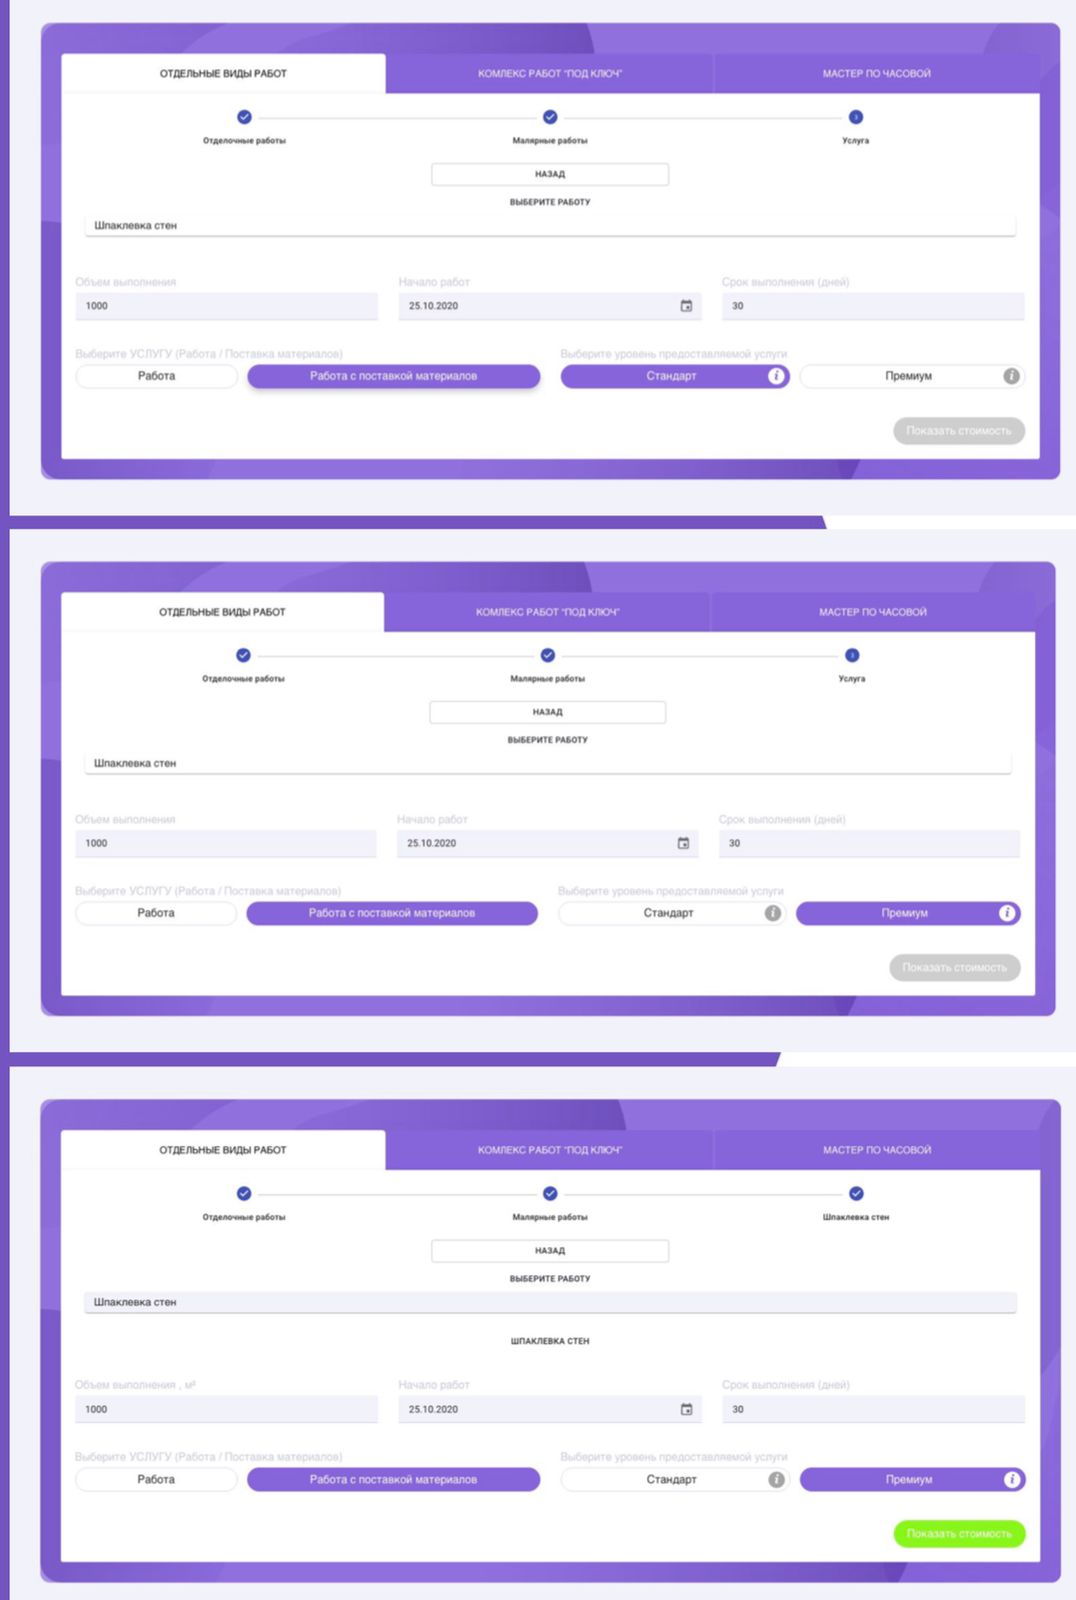 ОТДЕЛЬНЫЕ ВИДЫ РАБОТ КОМЛЕКС РАБОТ "ПОД КЛЮЧ" МАСТЕР ПО ЧАСОВОЙ
3
Отделочные работы Малярные работы Услуга
НАЗАД
ВЫБЕРИТЕ РАБОТУ
Шпаклевка стен
Объем выполнения Начало работ Срок выполнения (дней)
1000 25.10.2020 30
Выберите УСЛУГУ (Работа / Поставка материалов) Выберите уровень предоставляемой услуги
Работа Работа с поставкой материалов Стандарт i Премиум i
Показать стоимость
ОТДЕЛЬНЫЕ ВИДЫ РАБОТ КОМЛЕКС РАБОТ "ПОД КЛЮЧ" МАСТЕР ПО ЧАСОВОЙ
3
Отделочные работы Малярные работы Услуга
НАЗАД
ВЫБЕРИТЕ РАБОТУ
Шпаклевка стен
Объем выполнения Начало работ Срок выполнения (дней)
1000 25.10.2020 30
Выберите УСЛУГУ (Работа / Поставка материалов) Выберите уровень предоставляемой услуги
Работа Работа с поставкой материалов Стандарт i Премиум i
Показать стоимость
ОТДЕЛЬНЫЕ ВИДЫ РАБОТ КОМЛЕКС РАБОТ "ПОД КЛЮЧ" МАСТЕР ПО ЧАСОВОЙ
Отделочные работы Малярные работы Шпаклевка стен
НАЗАД
ВЫБЕРИТЕ РАБОТУ
Шпаклевка стен
ШПАКЛЕВКА СТЕН
Объем выполнения , м² Начало работ Срок выполнения (дней)
1000 25.10.2020 30
Выберите УСЛУГУ (Работа / Поставка материалов) Выберите уровень предоставляемой услуги
Работа Работа с поставкой материалов Стандарт i Премиум i
Показать стоимость